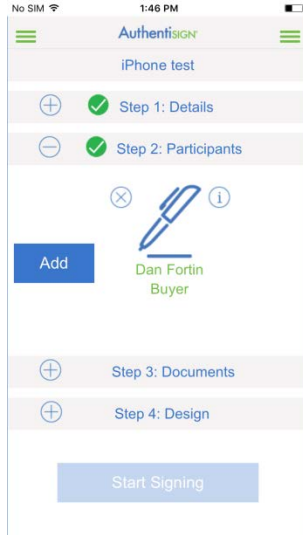 No SIM 1:46 PM
AuthentiSIGN
iPhone test
Step 1: Details
Step 2: Participants
i
Add
Dan Fortin
Buyer
Step 3: Documents
Step 4: Design
Start Signing